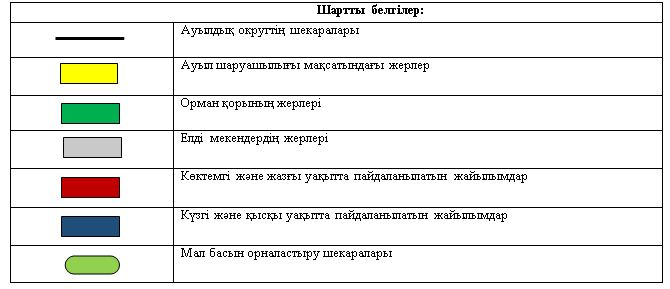 Шартты белгілер:
Ауылдық округтің шекаралары
Ауыл шаруашылығы мақсатындағы жерлер
Орман қорының жерлері
Елді мекендердің жерлері
Көктемгі және жазғы уақытта пайдаланылатын жайылымдар
Күзгі және қысқы уақытта пайдаланылатын жайылымдар
Мал басын орналастыру шекаралары